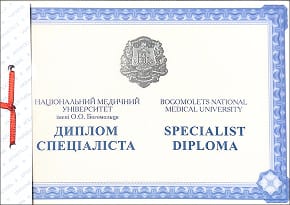 НАЦІОНАЛЬНИЙ МЕДИЧНИЙ
УНІВЕРСИТЕТ
імені О.О. Богомольця
ДИПЛОМ
СПЕЦІАЛІСТА
BOGOMOLETS NATIONAL
MEDICAL UNIVERSITY
SPECIALIST
DIPLOMA